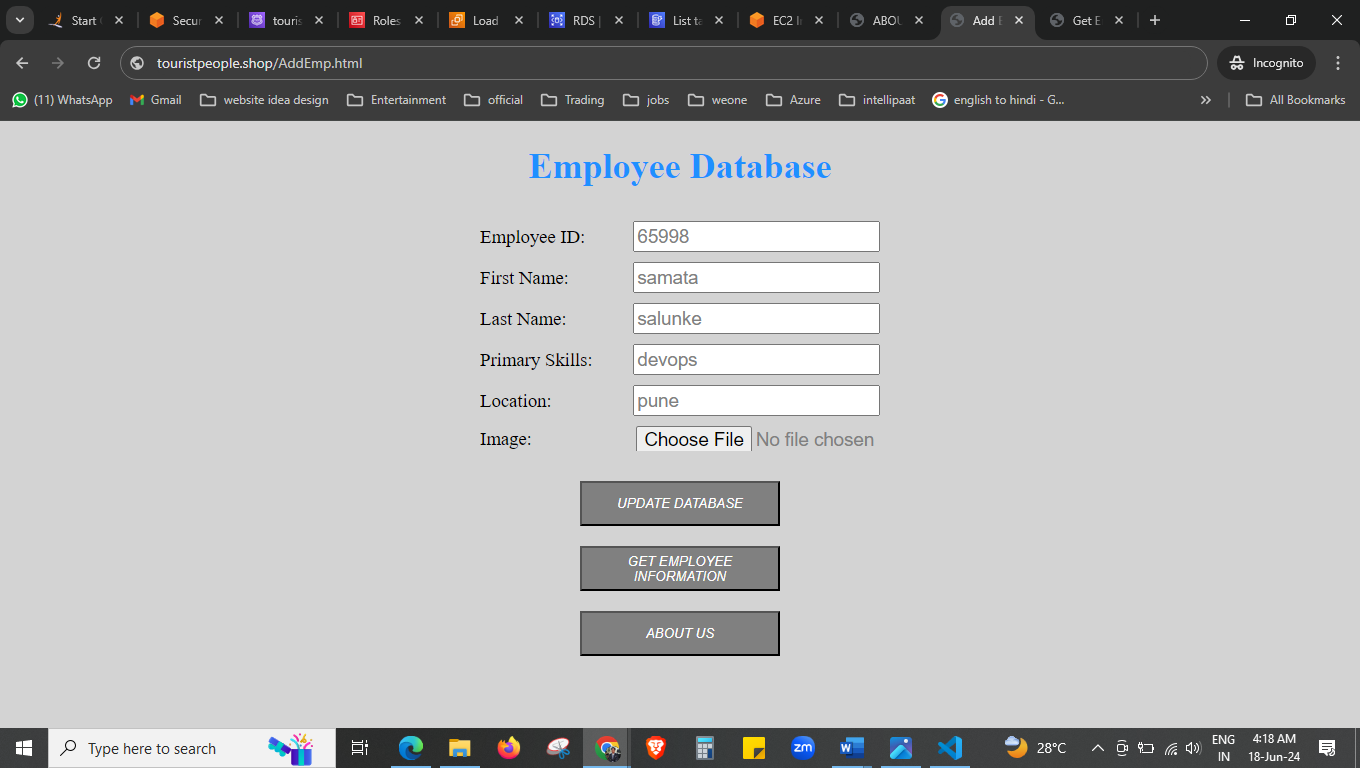 Start
Secur
touris
Roles
Load
RDS |
List ta
EC2 I
ABOU
Add E
Get E
touristpeople.shop/AddEmp.html
Incognito
(11) WhatsApp
Gmail
website idea design
Entertainment
official
Trading
jobs
weone
Azure
intellipaat
english to hindi - G...
All Bookmarks
Employee Database
Employee ID: 65998
First Name: samata
Last Name: salunke
Primary Skills: devops
Location: pune
Image: Choose File No file chosen
UPDATE DATABASE
GET EMPLOYEE
INFORMATION
ABOUT US
Type here to search
zm
28°C
ENG
IN
4:18 AM
18-Jun-24